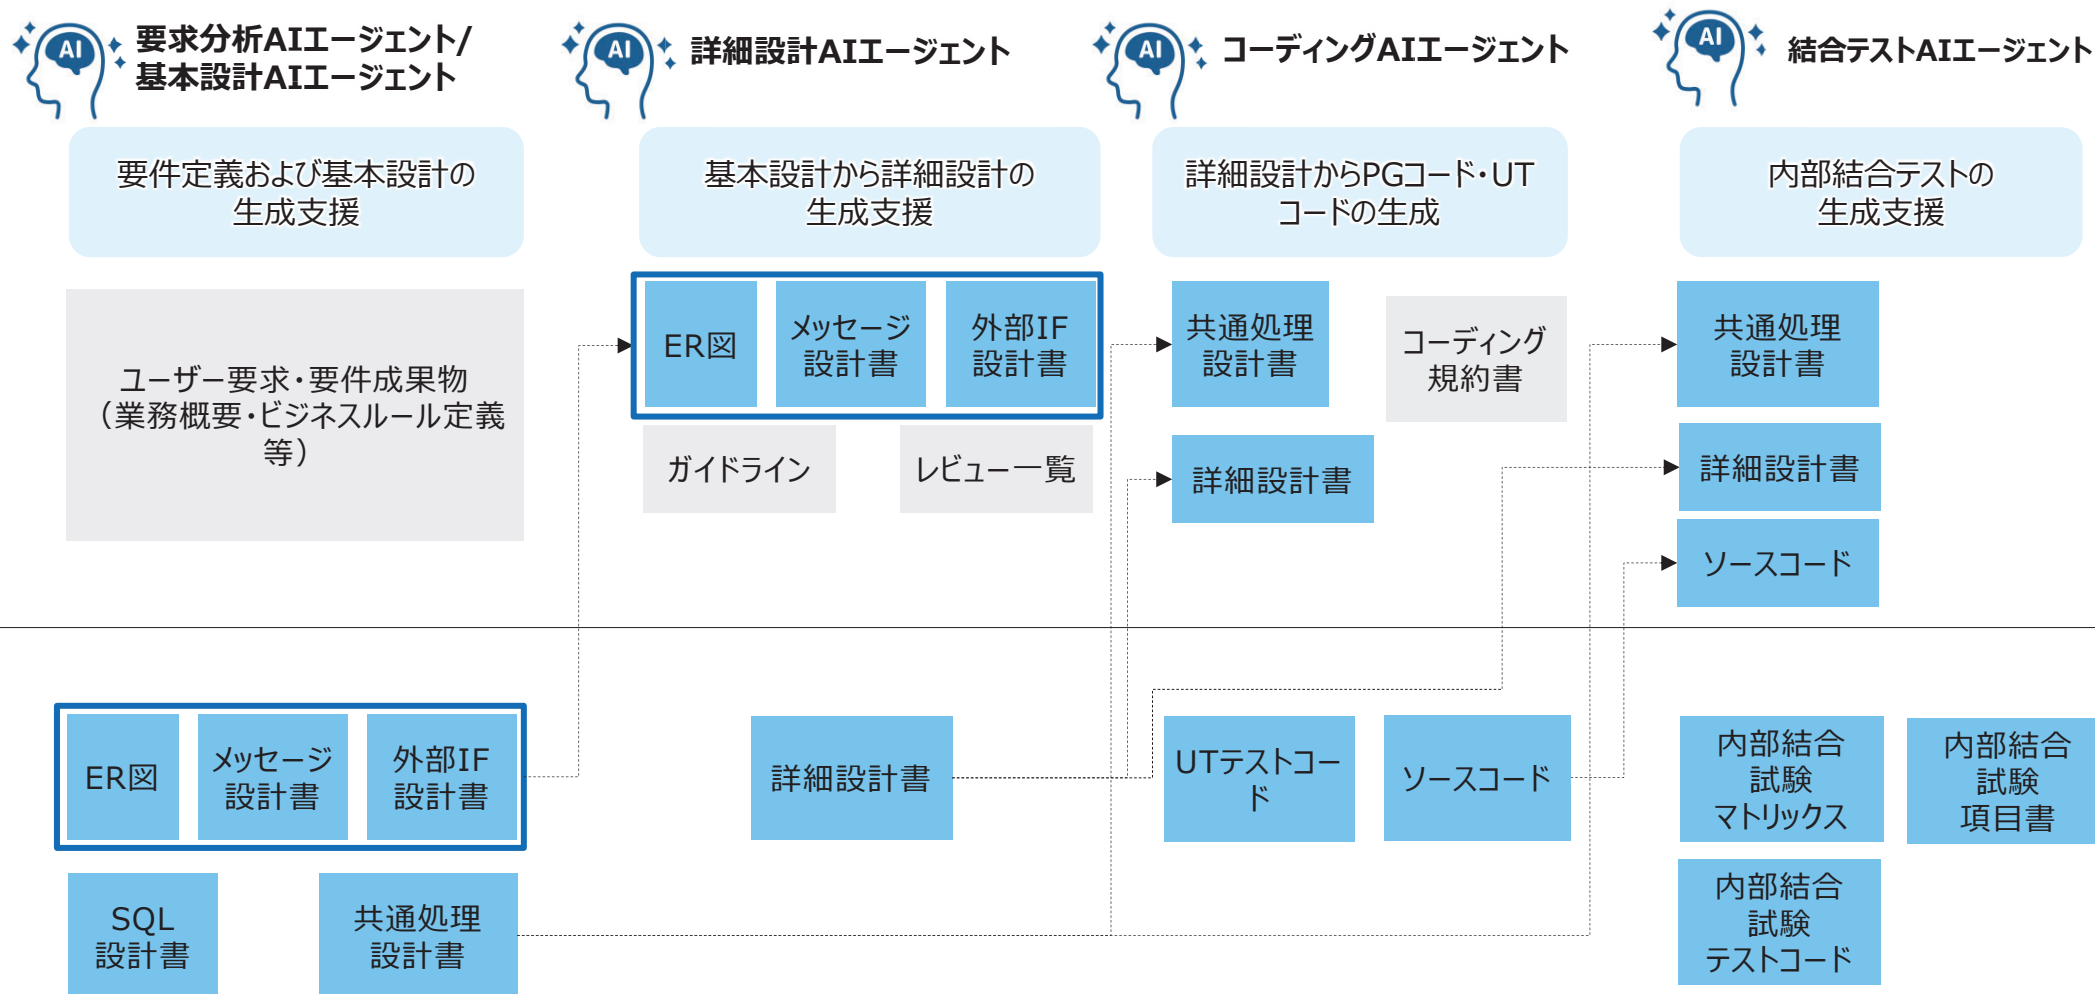 AI
要求分析AIエージェント/
基本設計AIエージェント
AI
詳細設計AIエージェント
AI
コーディングAIエージェント
AI
結合テストAIエージェント
要件定義および基本設計の
生成支援
基本設計から詳細設計の
生成支援
詳細設計からPGコード・UT
コードの生成
内部結合テストの
生成支援
ユーザー要求・要件成果物
（業務概要・ビジネスルール定義
等）
ER図
メッセージ
設計書
外部IF
設計書
ガイドライン
レビュー一覧
共通処理
設計書
コーディング
規約書
詳細設計書
共通処理
設計書
詳細設計書
ソースコード
ER図
メッセージ
設計書
外部IF
設計書
SQL
設計書
共通処理
設計書
詳細設計書
UTテストコー
ド
ソースコード
内部結合
試験
マトリックス
内部結合
試験
項目書
内部結合
試験
テストコード